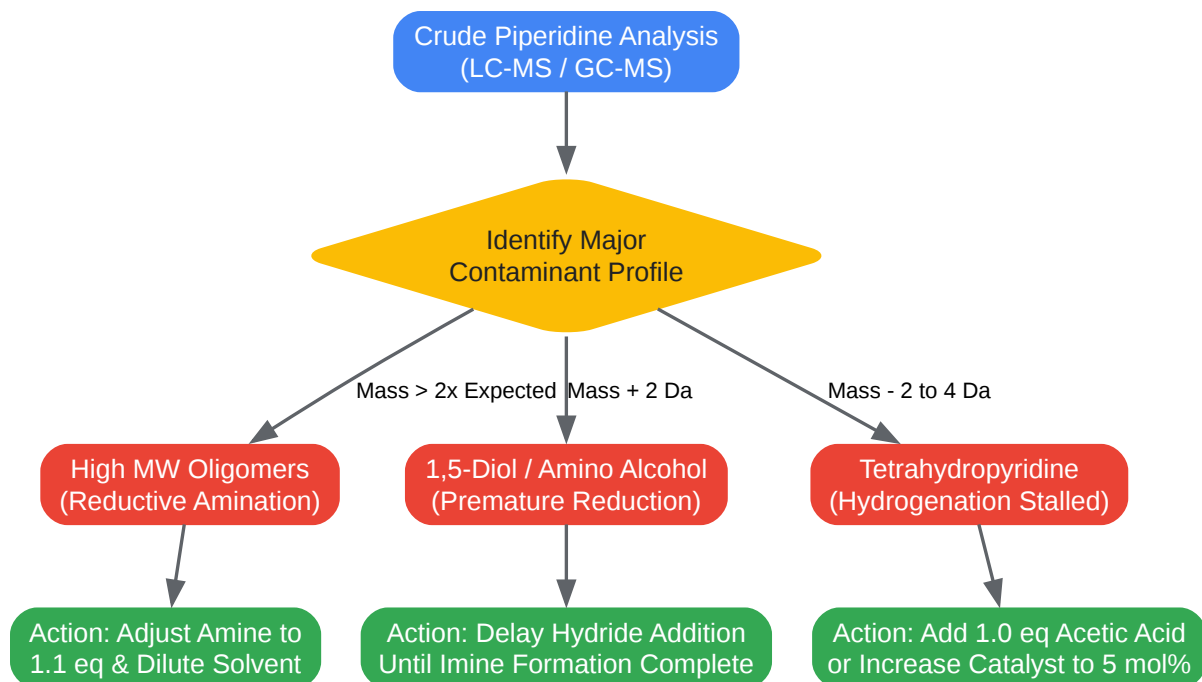 Crude Piperidine Analysis
(LC-MS / GC-MS)
Identify Major
Contaminant Profile
Mass > 2x Expected
Mass + 2 Da
Mass - 2 to 4 Da
High MW Oligomers
(Reductive Amination)
1,5-Diol / Amino Alcohol
(Premature Reduction)
Tetrahydropyridine
(Hydrogenation Stalled)
Action: Adjust Amine to
1.1 eq & Dilute Solvent
Action: Delay Hydride Addition
Until Imine Formation Complete
Action: Add 1.0 eq Acetic Acid
or Increase Catalyst to 5 mol%